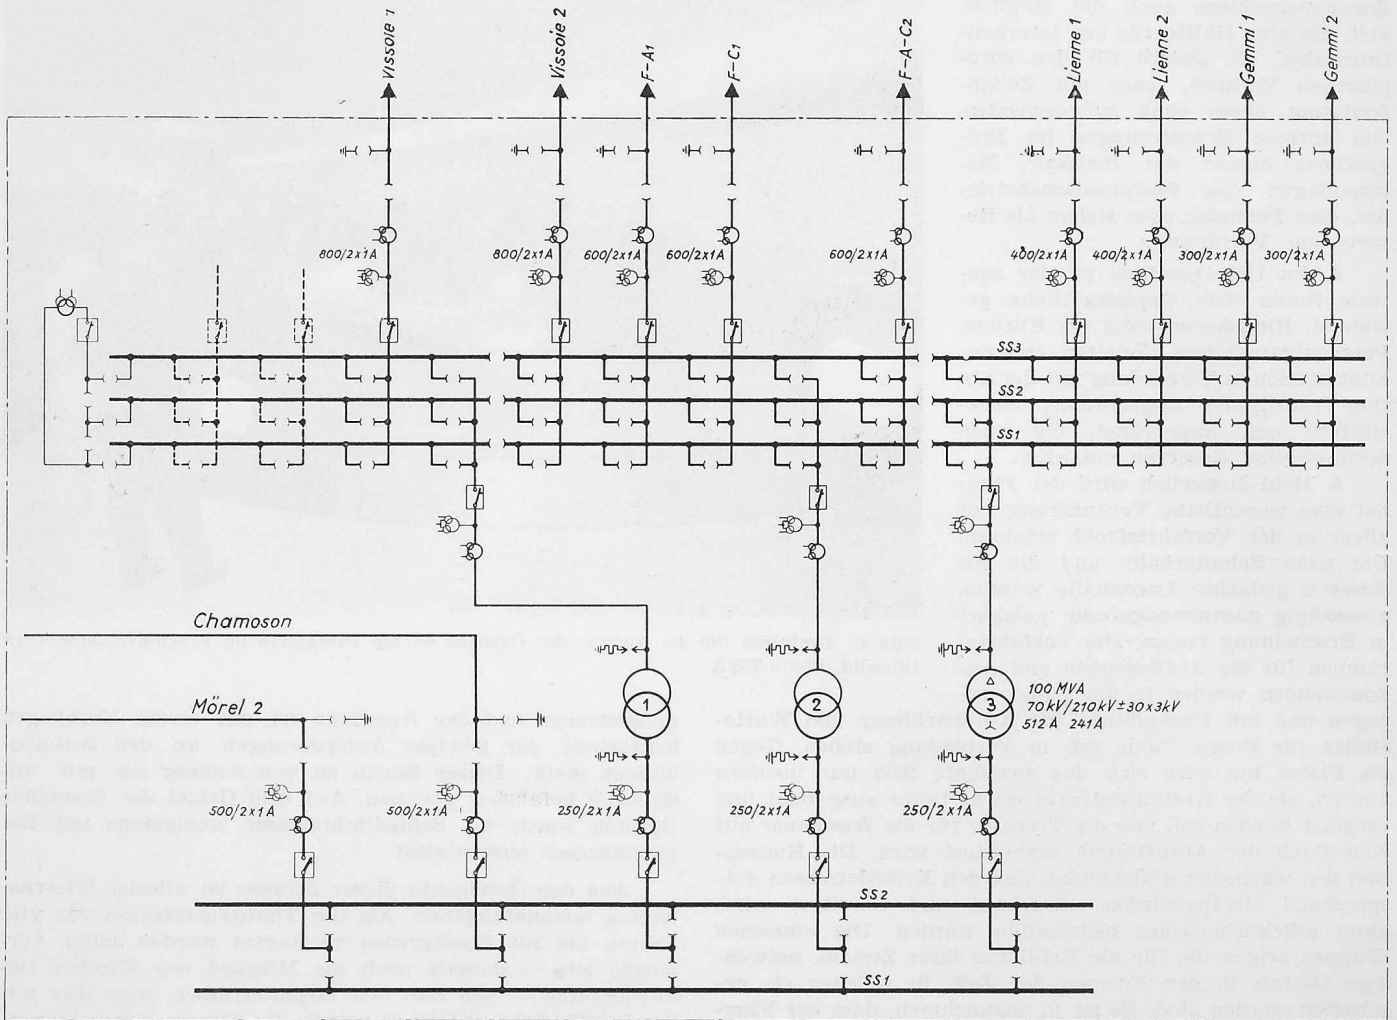 Vissoie 1
Vissoie 2
F-A1
F-C1
F-A-C2
Lienne 1
Lienne 2
Gemmi 1
Gemmi 2
800/2x1A
800/2x1A
600/2x1A
600/2x1A
600/2x1A
400/2x1A
400/2x1A
300/2x1A
300/2x1A
SS3
SS2
SS1
Chamoson
Mörel 2
1
2
3
100 MVA
70kV/210kV ±30x3kV
512A 241A
500/2x1A
500/2x1A
250/2x1A
250/2x1A
250/2x1A
SS2
SS1